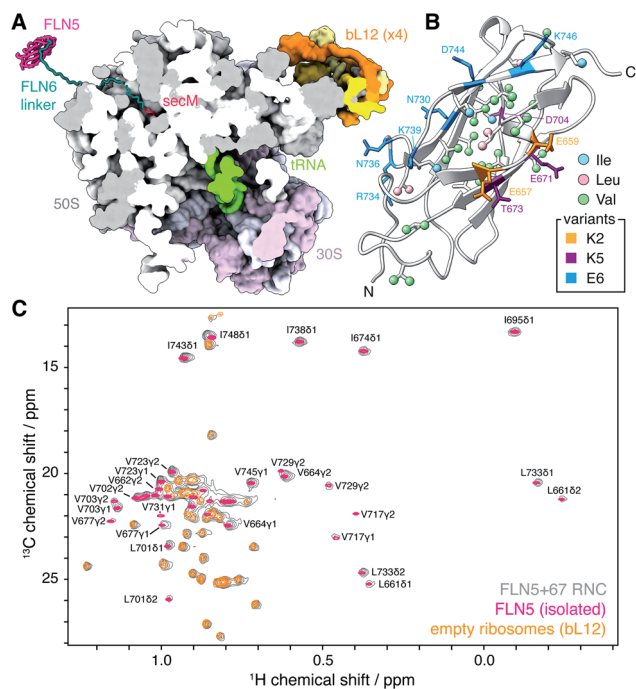 A
FLN5
FLN6
linker
secM
bL12 (x4)
tRNA
50S
30S
B
K746
D744
C
N730
D704
K739
E659
N736
E671
R734
E657
T673
N
Ile
Leu
Val
variants
K2
K5
E6
C
I695δ1
I748δ1
I738δ1
I743δ1
I674δ1
15
V723γ2
V723γ1
V662γ2
V702γ2
V703γ2
V703γ1
V677γ2
V745γ1
V729γ2
V664γ2
V729γ2
L733δ1
L661δ2
20
V731γ1
V677γ1
V664γ1
V717γ2
V717γ1
L701δ1
L733δ2
L661δ1
25
L701δ2
FLN5+67 RNC
FLN5 (isolated)
empty ribosomes (bL12)
¹³C chemical shift / ppm
1.0
0.5
0.0
¹H chemical shift / ppm